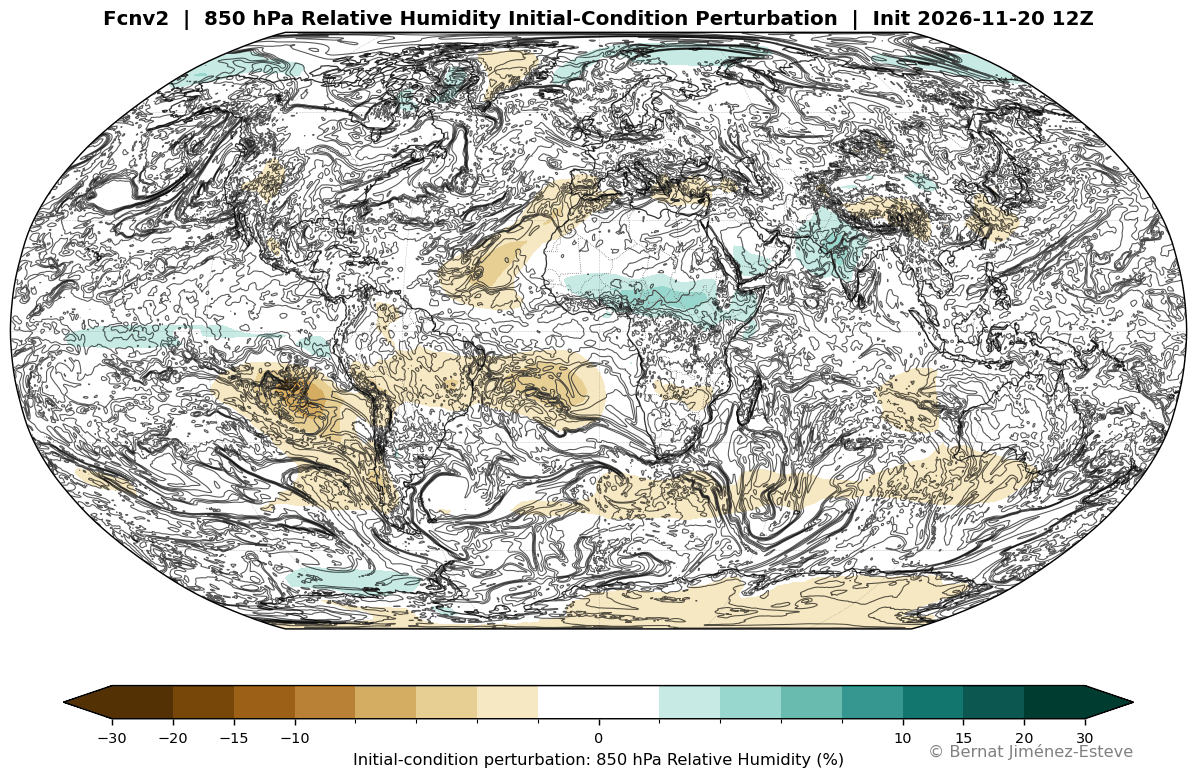 Fcnv2 | 850 hPa Relative Humidity Initial-Condition Perturbation | Init 2026-11-20 12Z
−30 −20 −15 −10 0 10 15 20 30
Initial-condition perturbation: 850 hPa Relative Humidity (%)
© Bernat Jiménez-Esteve